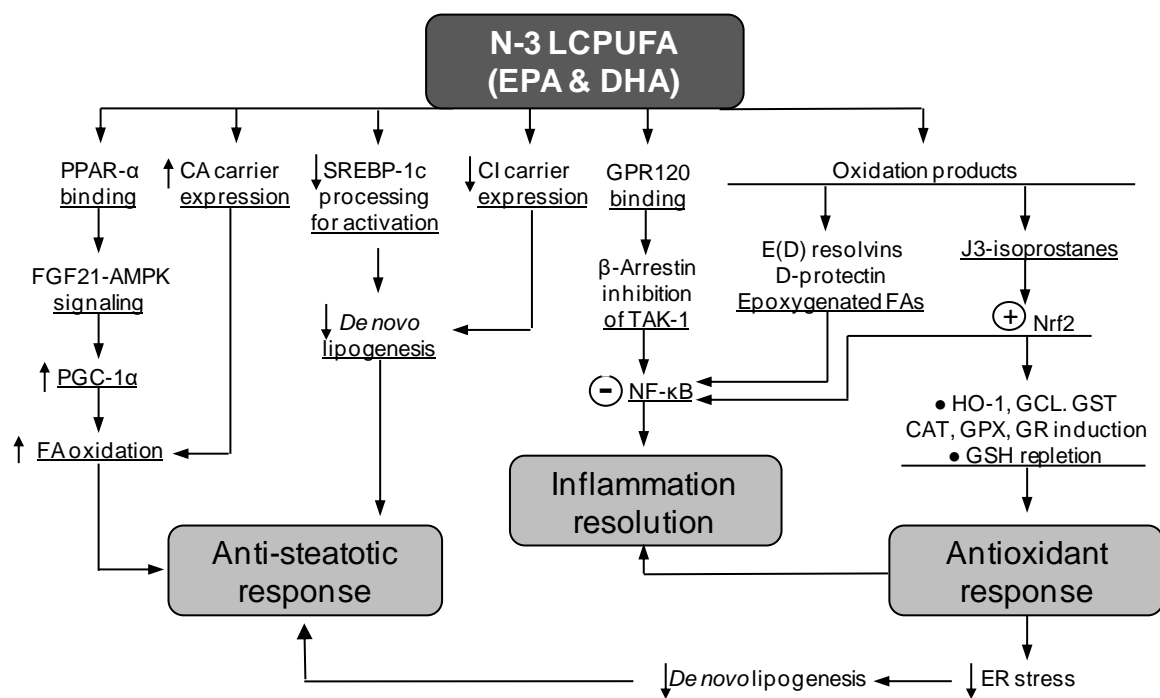 N-3 LCPUFA
(EPA & DHA)
PPAR-α
binding
↑ CA carrier
expression
↓ SREBP-1c
processing
for activation
↓ CI carrier
expression
GPR120
binding
Oxidation products
FGF21-AMPK
signaling
↓ De novo
lipogenesis
β-Arrestin
inhibition
of TAK-1
E(D) resolvins
D-protectin
Epoxygenated FAs
J3-isoprostanes
+ Nrf2
↑ PGC-1α
− NF-κB
↑ FA oxidation
● HO-1, GCL. GST
CAT, GPX, GR induction
● GSH repletion
Anti-steatotic
response
Inflammation
resolution
Antioxidant
response
↓ De novo lipogenesis
↓ ER stress